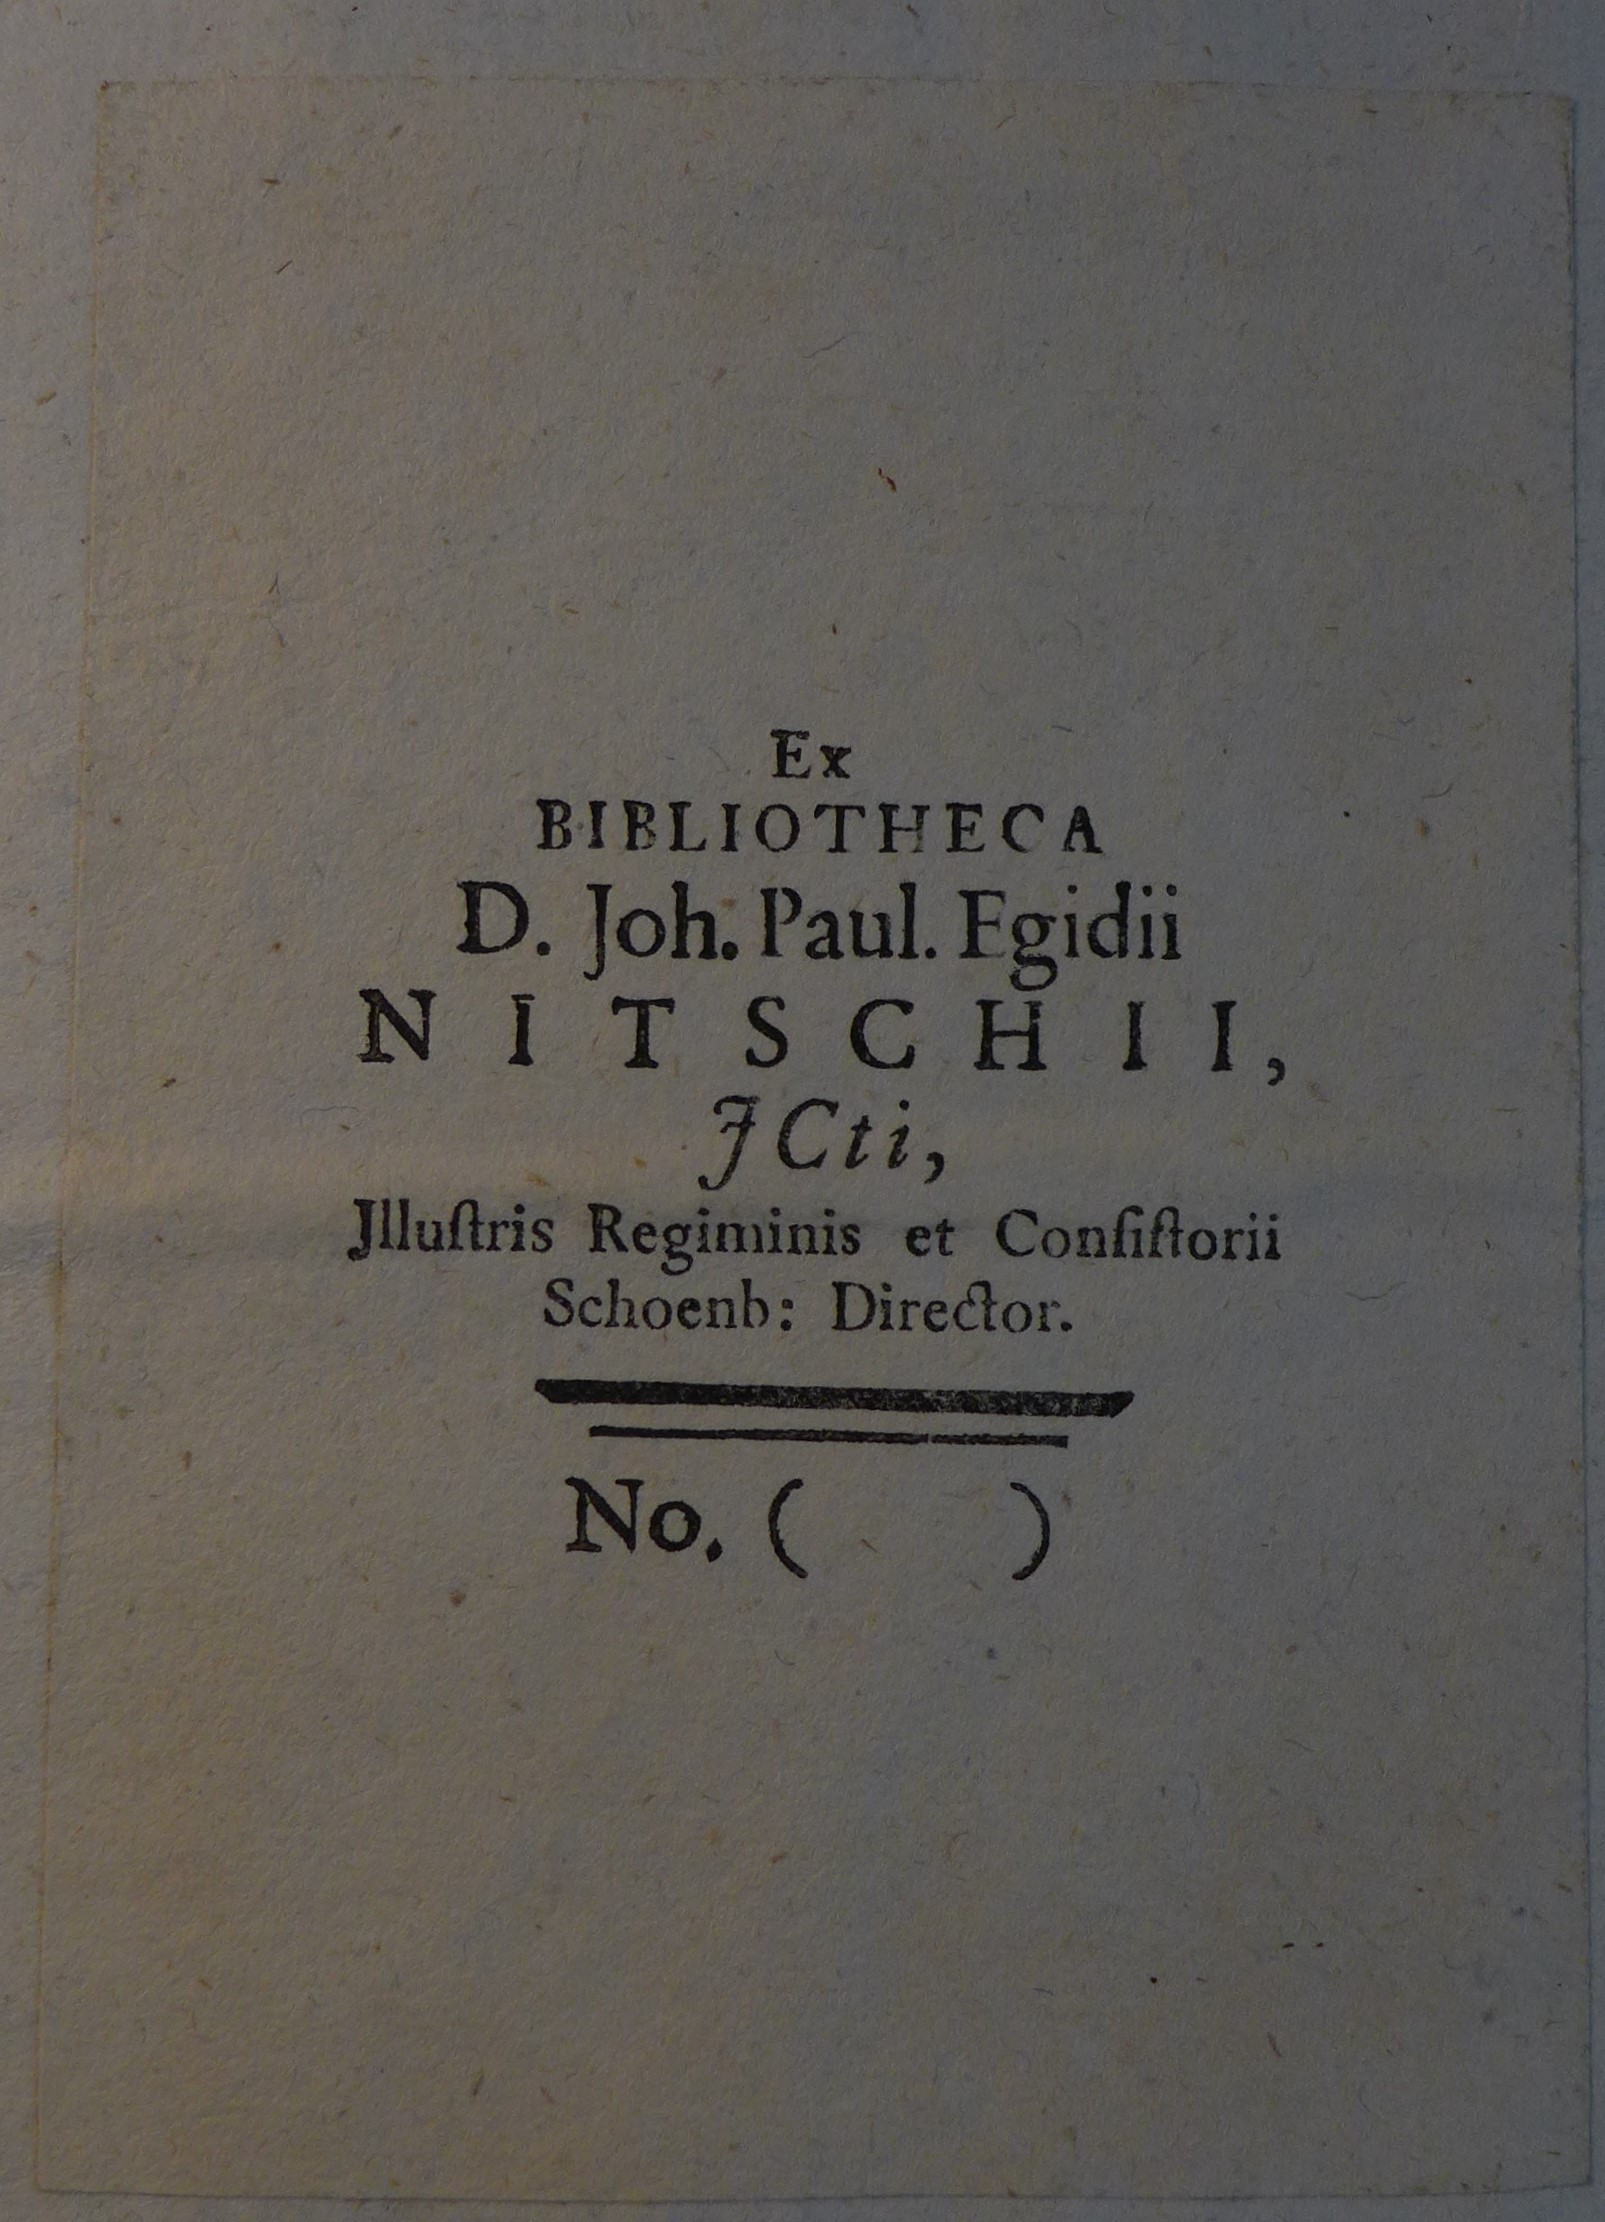 Ex
BIBLIOTHECA
D. Joh. Paul. Egidii
NITSCHII,
JCti,
Jlluſtris Regiminis et Conſiſtorii
Schoenb: Director.
No. ( )